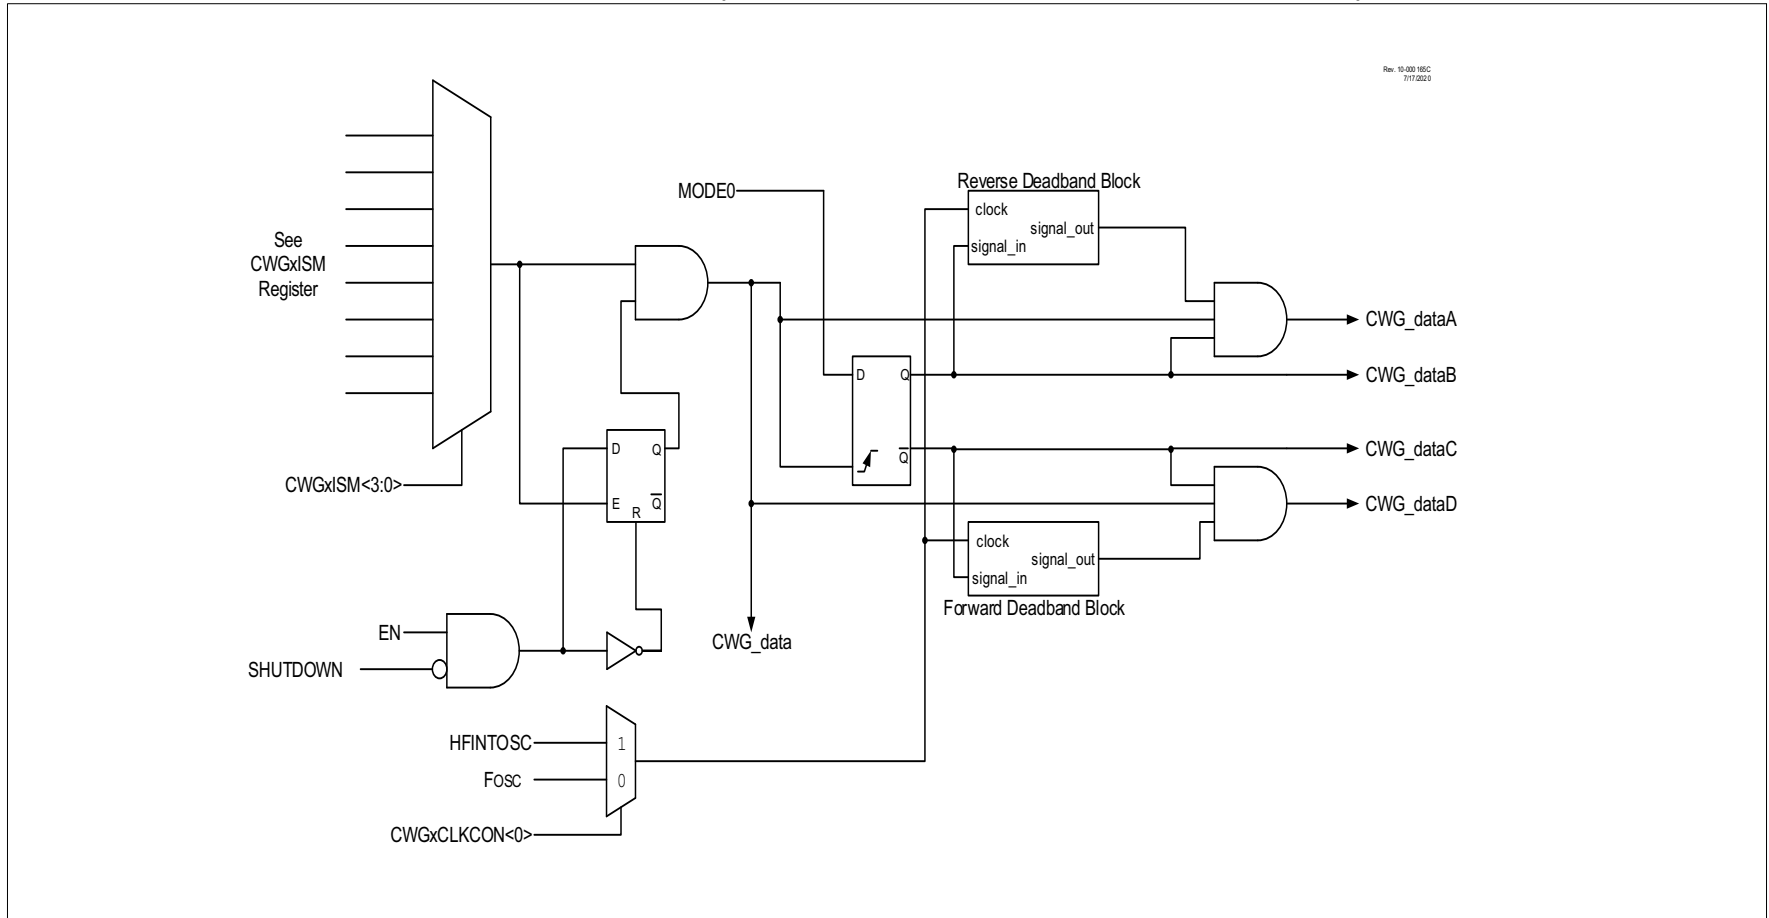 Rev. 10-000 165C
7/17/2020
See
CWGxISM
Register
CWGxISM<3:0>
MODE0
D
Q
E
R
Q
EN
SHUTDOWN
CWG_data
HFINTOSC
1
FOSC
0
CWGxCLKCON<0>
D
Q
Q
Reverse Deadband Block
clock
signal_out
signal_in
clock
signal_out
signal_in
Forward Deadband Block
CWG_dataA
CWG_dataB
CWG_dataC
CWG_dataD